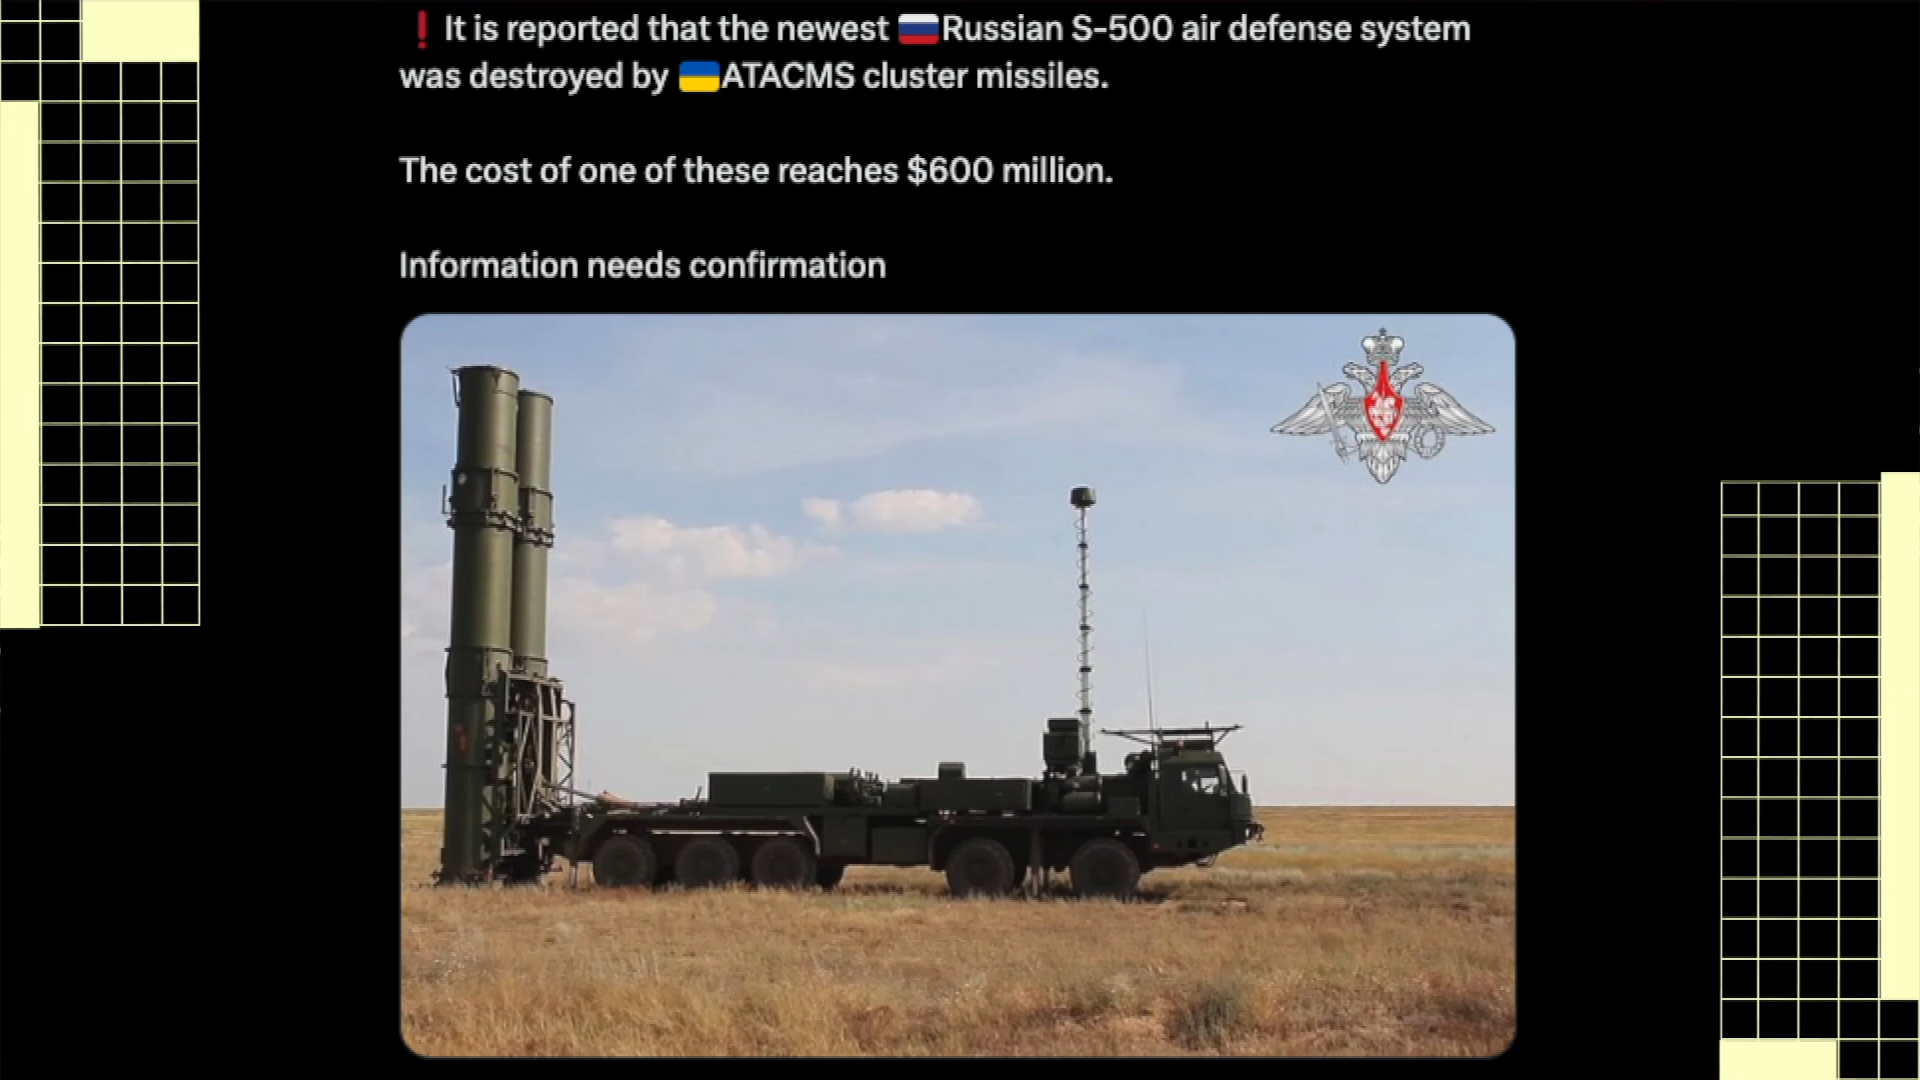 ❗It is reported that the newest 🇷🇺Russian S-500 air defense system
was destroyed by 🇺🇦ATACMS cluster missiles.
The cost of one of these reaches $600 million.
Information needs confirmation